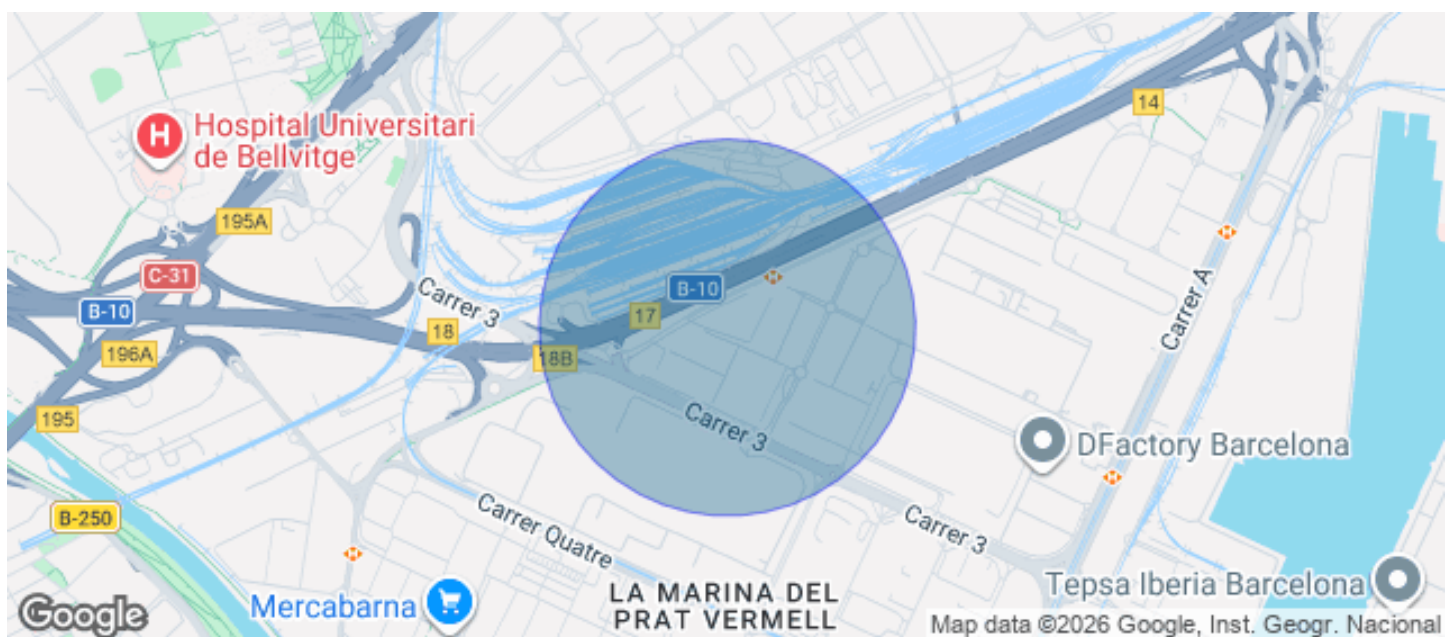 14
H
Hospital Universitari
de Bellvitge
195A
C-31
B-10
Carrer 3
B-10
17
18
18B
196A
195
Carrer A
Carrer 3
DFactory Barcelona
B-250
Carrer Quatre
Carrer 3
Mercabarna
LA MARINA DEL
PRAT VERMELL
Tepsa Iberia Barcelona
Google
Map data ©2026 Google, Inst. Geogr. Nacional